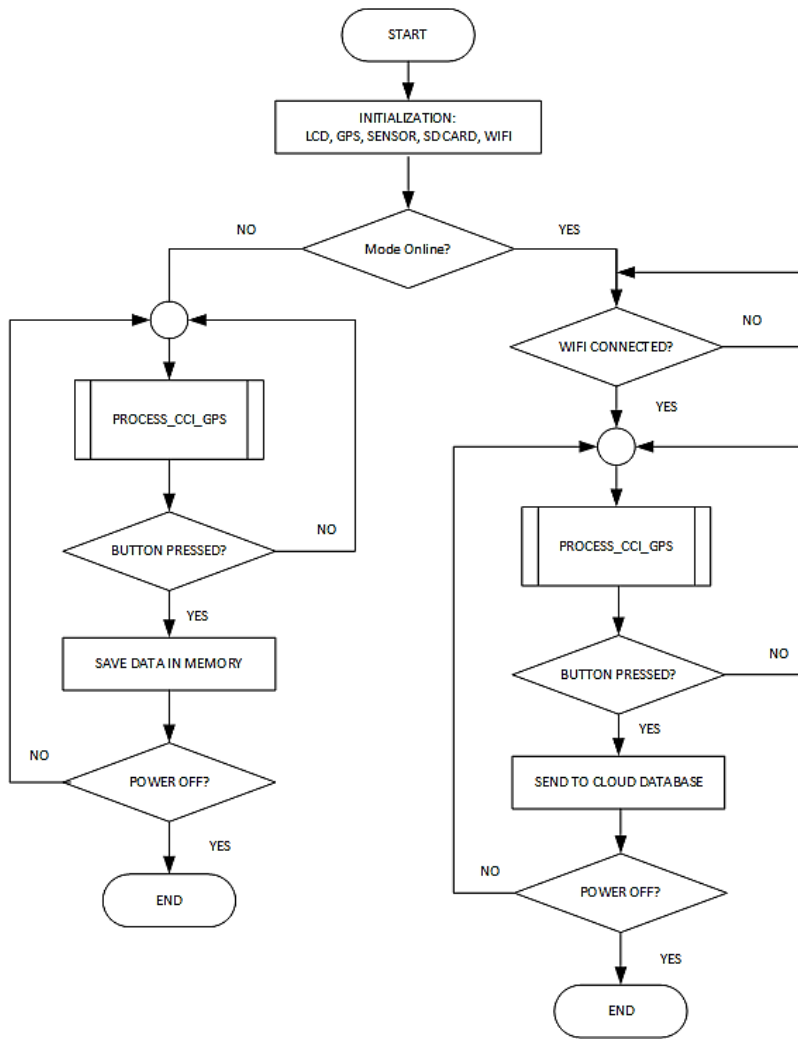 START
INITIALIZATION:
LCD, GPS, SENSOR, SDCARD, WIFI
NO
Mode Online?
YES
PROCESS_CCI_GPS
BUTTON PRESSED?
NO
YES
SAVE DATA IN MEMORY
NO
POWER OFF?
YES
END
WIFI CONNECTED?
NO
YES
PROCESS_CCI_GPS
BUTTON PRESSED?
NO
YES
SEND TO CLOUD DATABASE
NO
POWER OFF?
YES
END